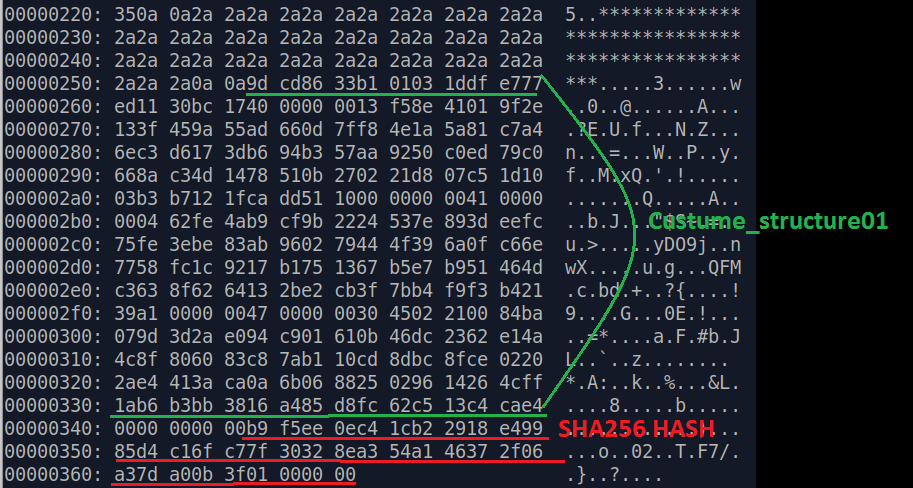 00000220: 350a 0a2a 2a2a 2a2a 2a2a 2a2a 2a2a 2a2a 5..*************
00000230: 2a2a 2a2a 2a2a 2a2a 2a2a 2a2a 2a2a 2a2a ****************
00000240: 2a2a 2a2a 2a2a 2a2a 2a2a 2a2a 2a2a 2a2a ****************
00000250: 2a2a 2a0a 0a9d cd86 33b1 0103 1ddf e777 ***.....3......w
00000260: ed11 30bc 1740 0000 0013 f58e 4101 9f2e ..0..@......A...
00000270: 133f 459a 55ad 660d 7ff8 4e1a 5a81 c7a4 .?E.U.f...N.Z...
00000280: 6ec3 d617 3db6 94b3 57aa 9250 c0ed 79c0 n...=...W..P..y.
00000290: 668a c34d 1478 510b 2702 21d8 07c5 1d10 f..M.xQ.'.!.....
000002a0: 03b3 b712 1fca dd51 1000 0000 0041 0000 .......Q.....A..
000002b0: 0004 62fe 4ab9 cf9b 2224 537e 893d eefc ..b.J..."$S~.=..
Custume_structure01
000002c0: 75fe 3ebe 83ab 9602 7944 4f39 6a0f c66e u.>.....yDO9j..n
000002d0: 7758 fc1c 9217 b175 1367 b5e7 b951 464d wX.....u.g...QFM
000002e0: c363 8f62 6413 2be2 cb3f 7bb4 f9f3 b421 .c.bd.+..?{....!
000002f0: 39a1 0000 0047 0000 0030 4502 2100 84ba 9....G...0E.!...
00000300: 079d 3d2a e094 c901 610b 46dc 2362 e14a ..=*....a.F.#b.J
00000310: 4c8f 8060 83c8 7ab1 10cd 8dbc 8fce 0220 L..`..z........
00000320: 2ae4 413a ca0a 6b06 8825 0296 1426 4cff *.A:..k..%...&L.
00000330: 1ab6 b3bb 3816 a485 d8fc 62c5 13c4 cae4 ....8.....b.....
00000340: 0000 0000 00b9 f5ee 0ec4 1cb2 2918 e499
SHA256 HASH
00000350: 85d4 c16f c77f 3032 8ea3 54a1 4637 2f06 ...o..02..T.F7/.
00000360: a37d a00b 3f01 0000 00 .}..?....